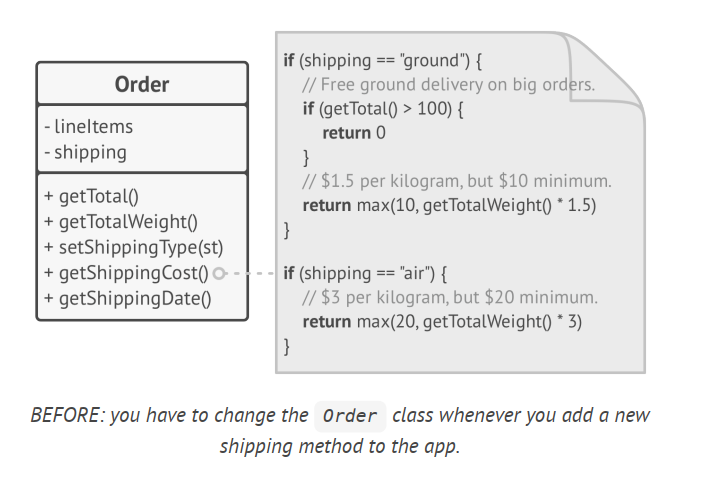 Order
- lineItems
- shipping
+ getTotal()
+ getTotalWeight()
+ setShippingType(st)
+ getShippingCost()
+ getShippingDate()
if (shipping == "ground") {
// Free ground delivery on big orders.
if (getTotal() > 100) {
return 0
}
// $1.5 per kilogram, but $10 minimum.
return max(10, getTotalWeight() * 1.5)
}
if (shipping == "air") {
// $3 per kilogram, but $20 minimum.
return max(20, getTotalWeight() * 3)
}
BEFORE: you have to change the Order class whenever you add a new
shipping method to the app.